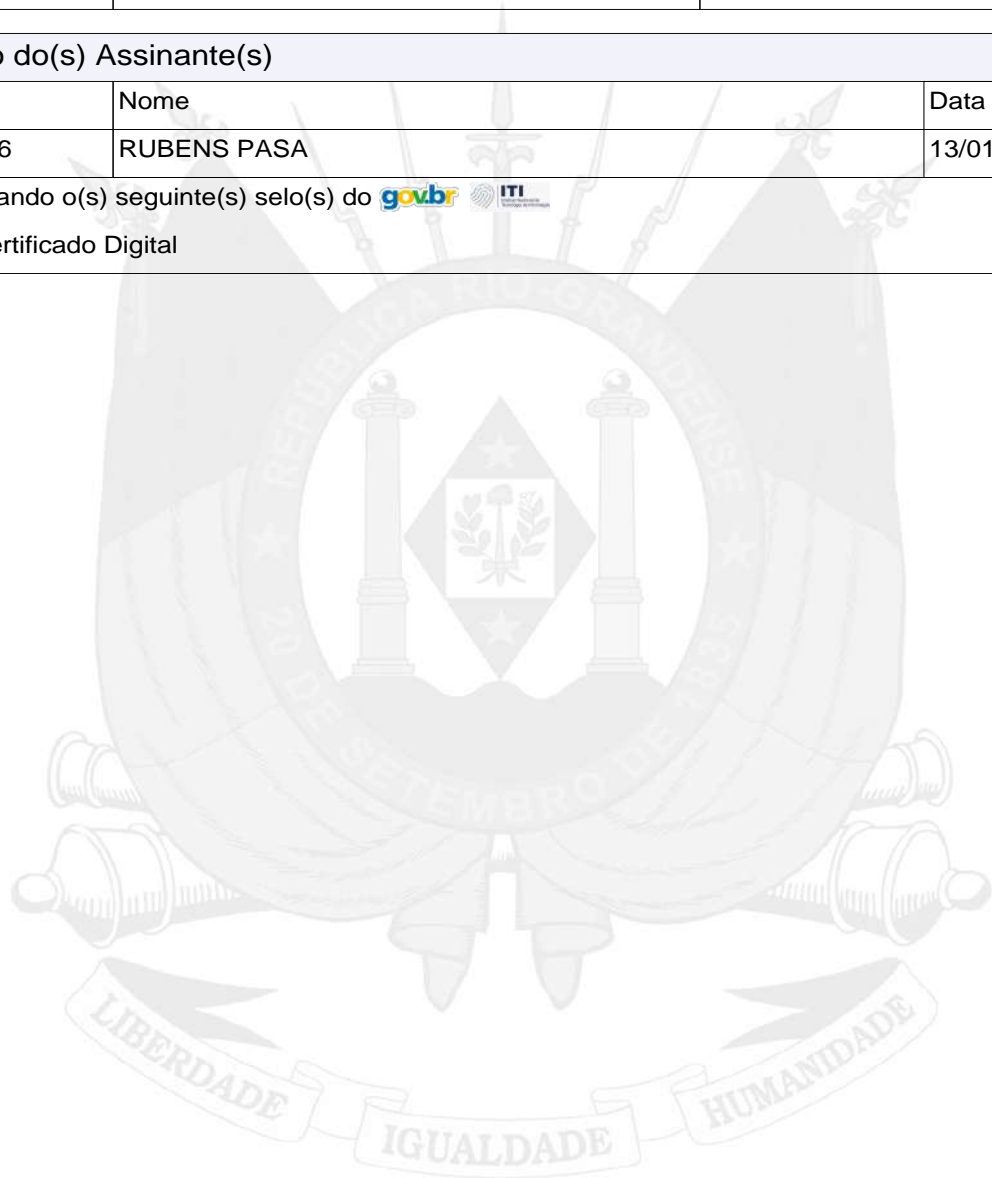 o do(s) Assinante(s)
Nome Data
6 RUBENS PASA 13/01
ando o(s) seguinte(s) selo(s) do gov.br ITI
ertificado Digital
REPÚBLICA RIO-GRANDENSE
20 DE SETEMBRO DE 1835
LIBERDADE IGUALDADE HUMANIDADE